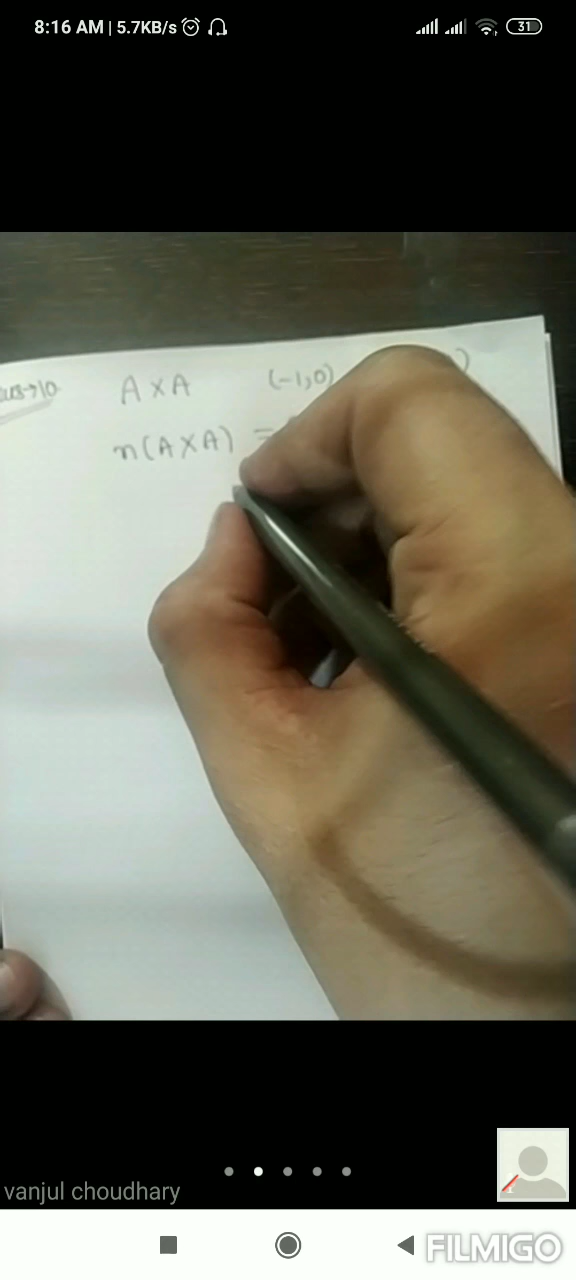 8:16 AM | 5.7KB/s
31
A X A (-1,0) )
n(A X A) =
vanjul choudhary
FILMIGO